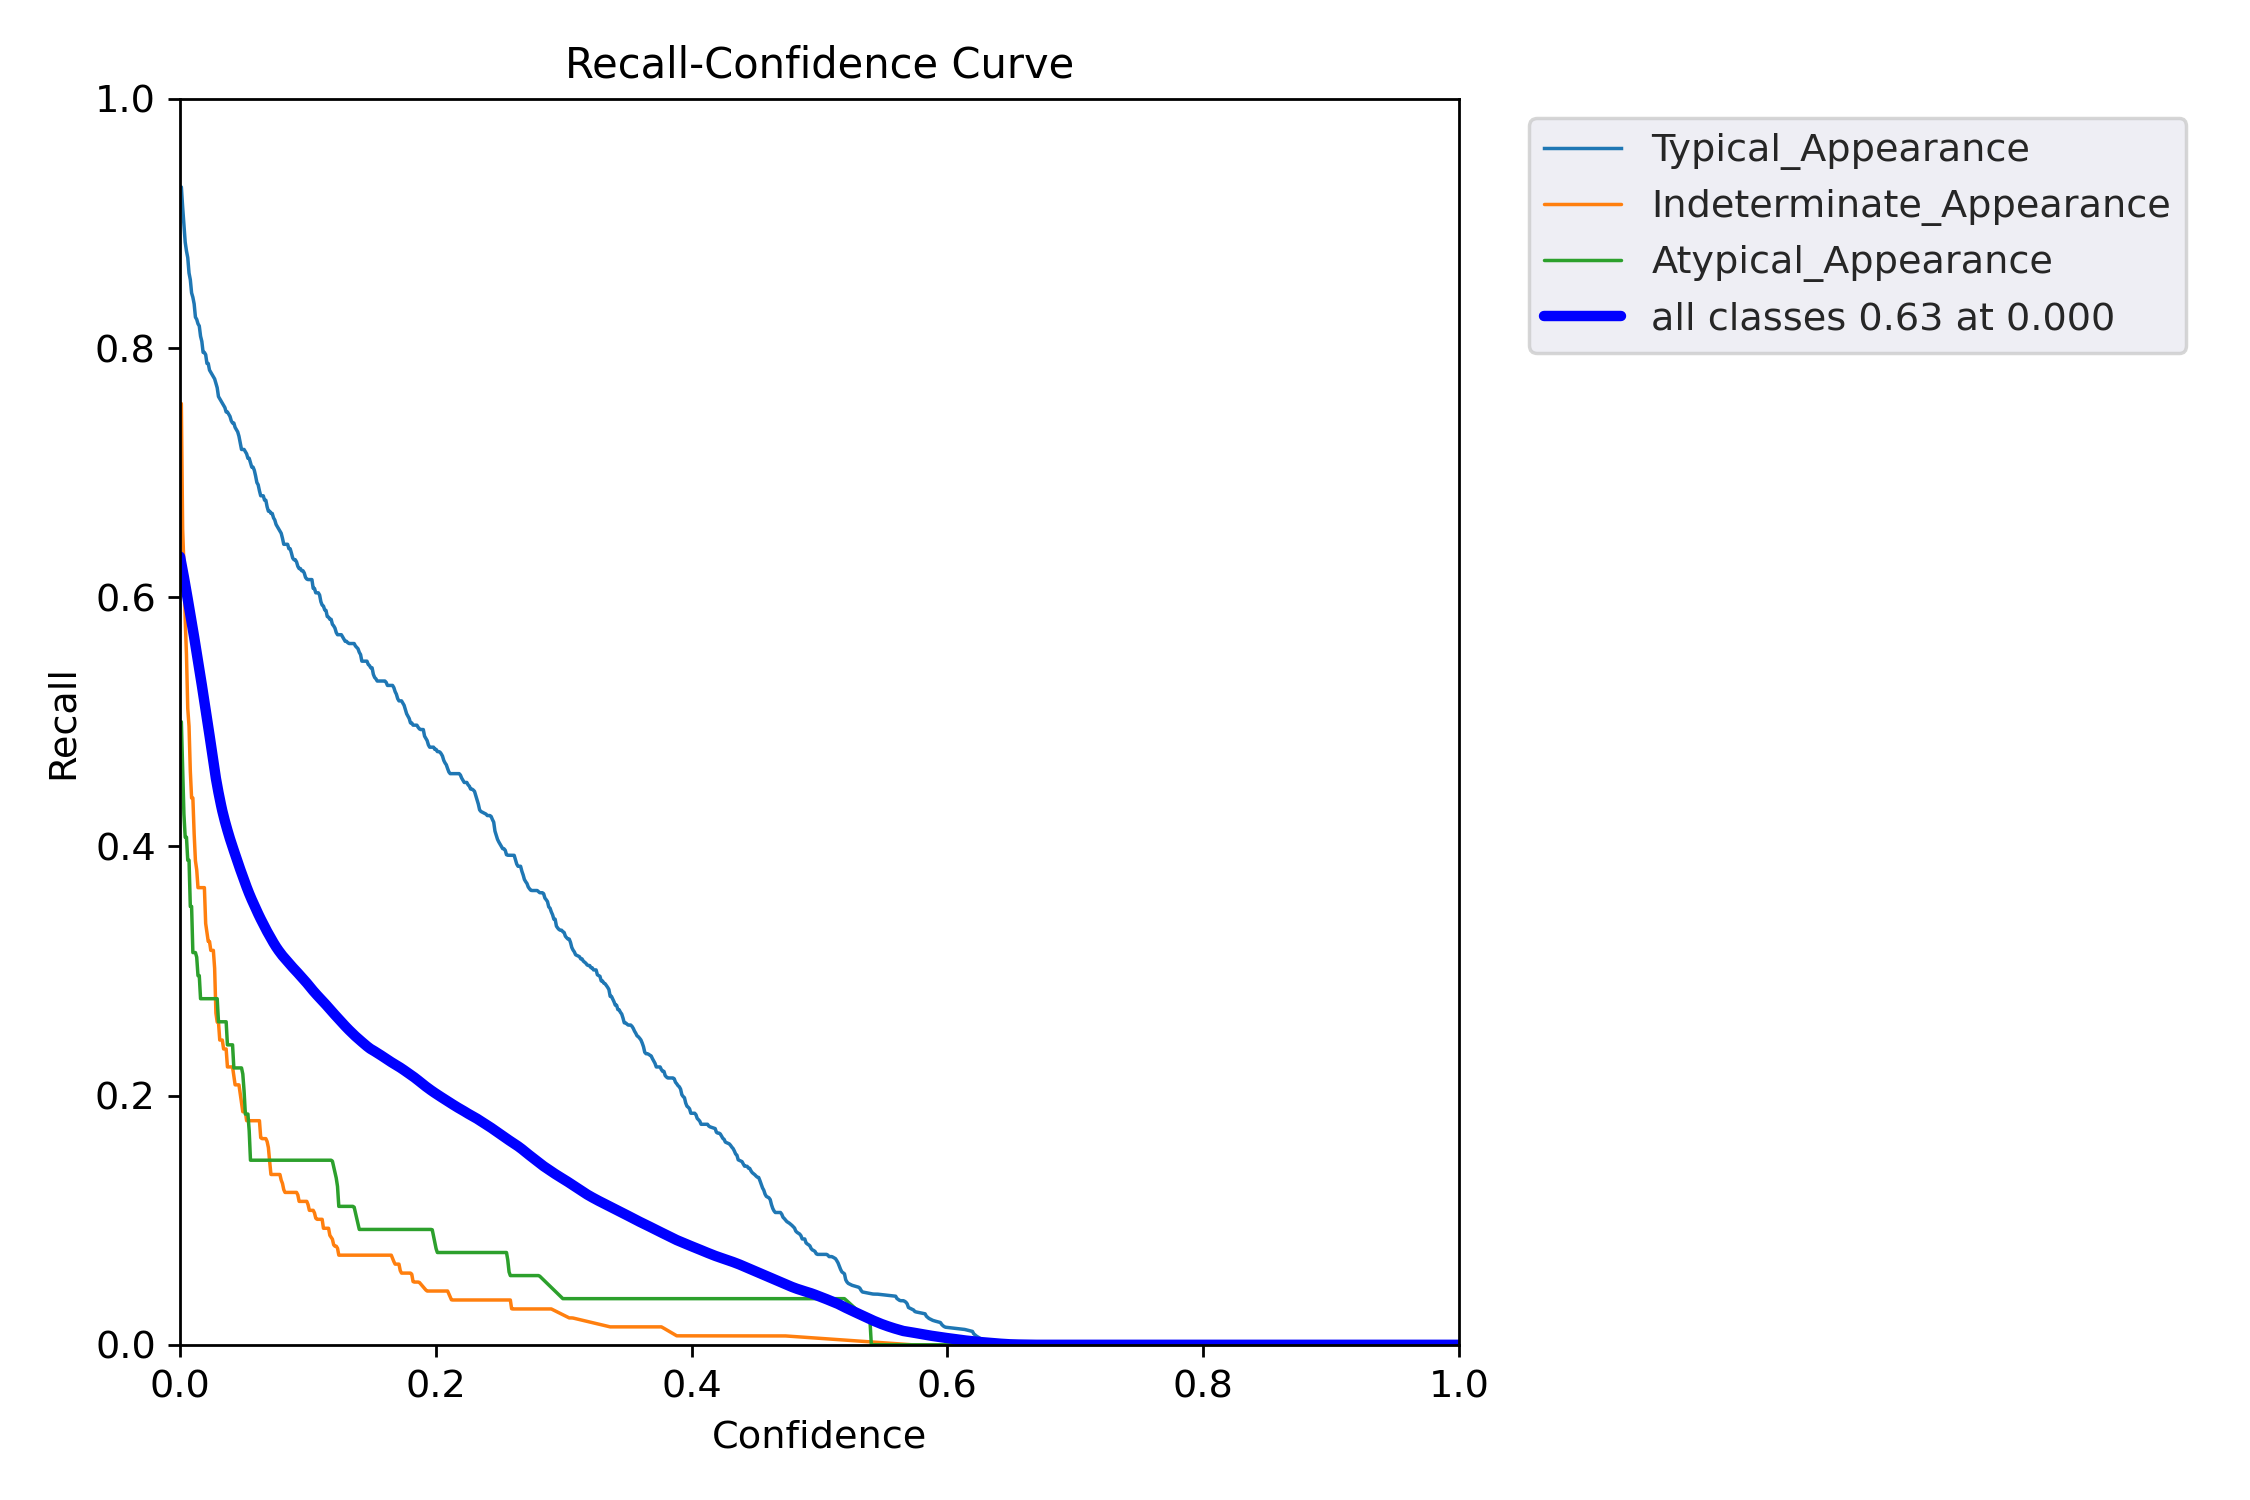 Recall-Confidence Curve
1.0
0.8
0.6
0.4
0.2
0.0
Recall
0.0 0.2 0.4 0.6 0.8 1.0
Confidence
Typical_Appearance
Indeterminate_Appearance
Atypical_Appearance
all classes 0.63 at 0.000